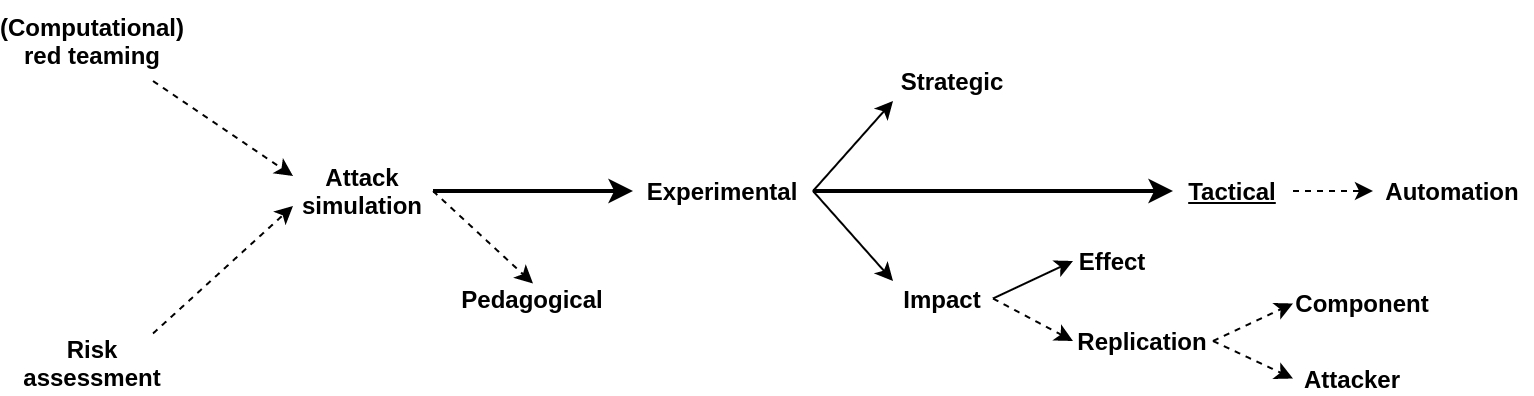 (Computational)
red teaming
Strategic
Attack
simulation
Experimental
Tactical
Automation
Effect
Pedagogical
Impact
Component
Replication
Risk
assessment
Attacker